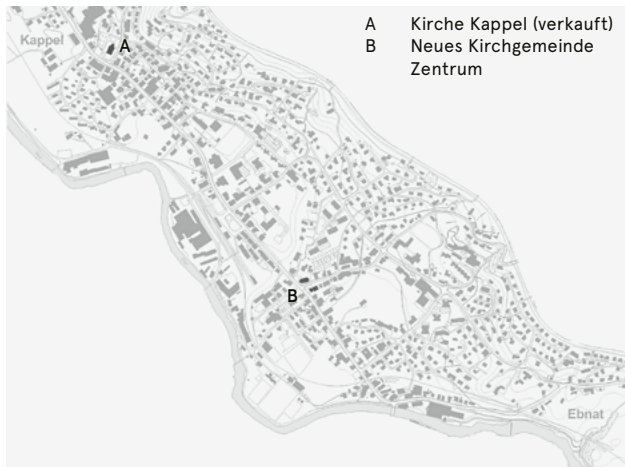 A Kirche Kappel (verkauft)
B Neues Kirchgemeinde
Zentrum
Kappel
A
B
Ebnat